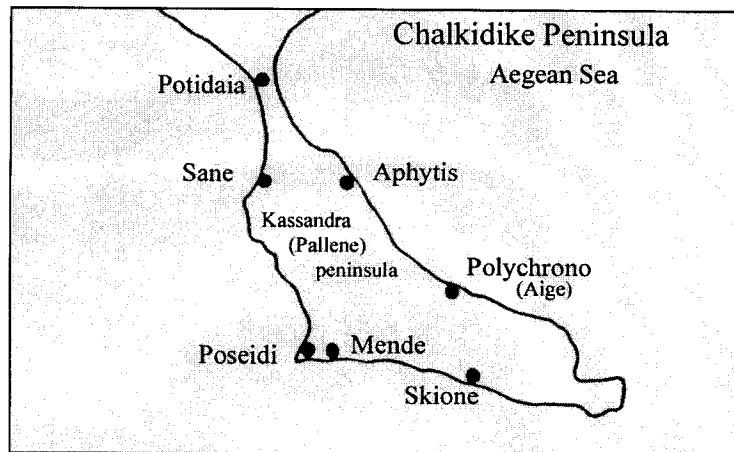 Chalkidike Peninsula
Aegean Sea
Potidaia
Sane
Aphytis
Kassandra
(Pallene)
peninsula
Polychrono
(Aige)
Poseidi
Mende
Skione